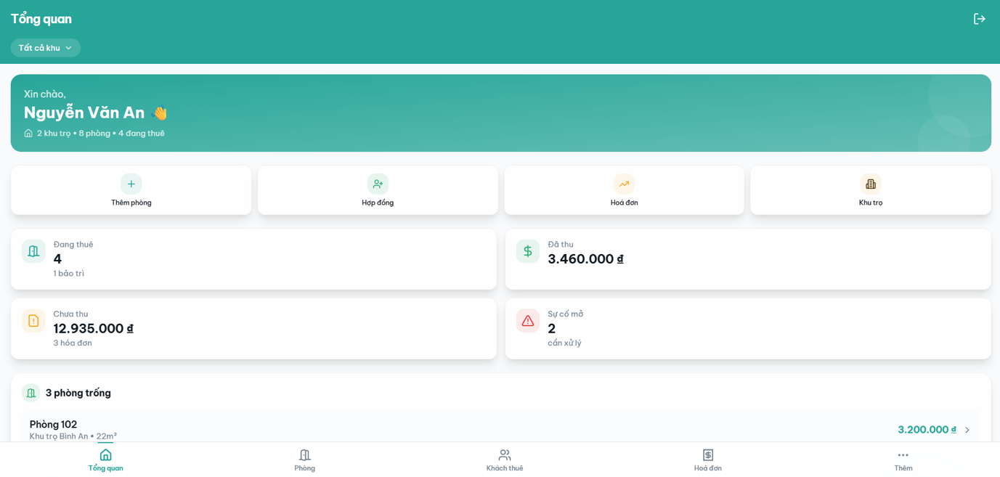 Tổng quan
Tất cả khu
Xin chào,
Nguyễn Văn An 👋
2 khu trọ • 8 phòng • 4 đang thuê
Thêm phòng
Hợp đồng
Hoá đơn
Khu trọ
Đang thuê
4
1 bảo trì
Đã thu
3.460.000 ₫
Chưa thu
12.935.000 ₫
3 hóa đơn
Sự cố mở
2
cần xử lý
3 phòng trống
Phòng 102
Khu trọ Bình An • 22m²
3.200.000 ₫
Tổng quan
Phòng
Khách thuê
Hoá đơn
Thêm